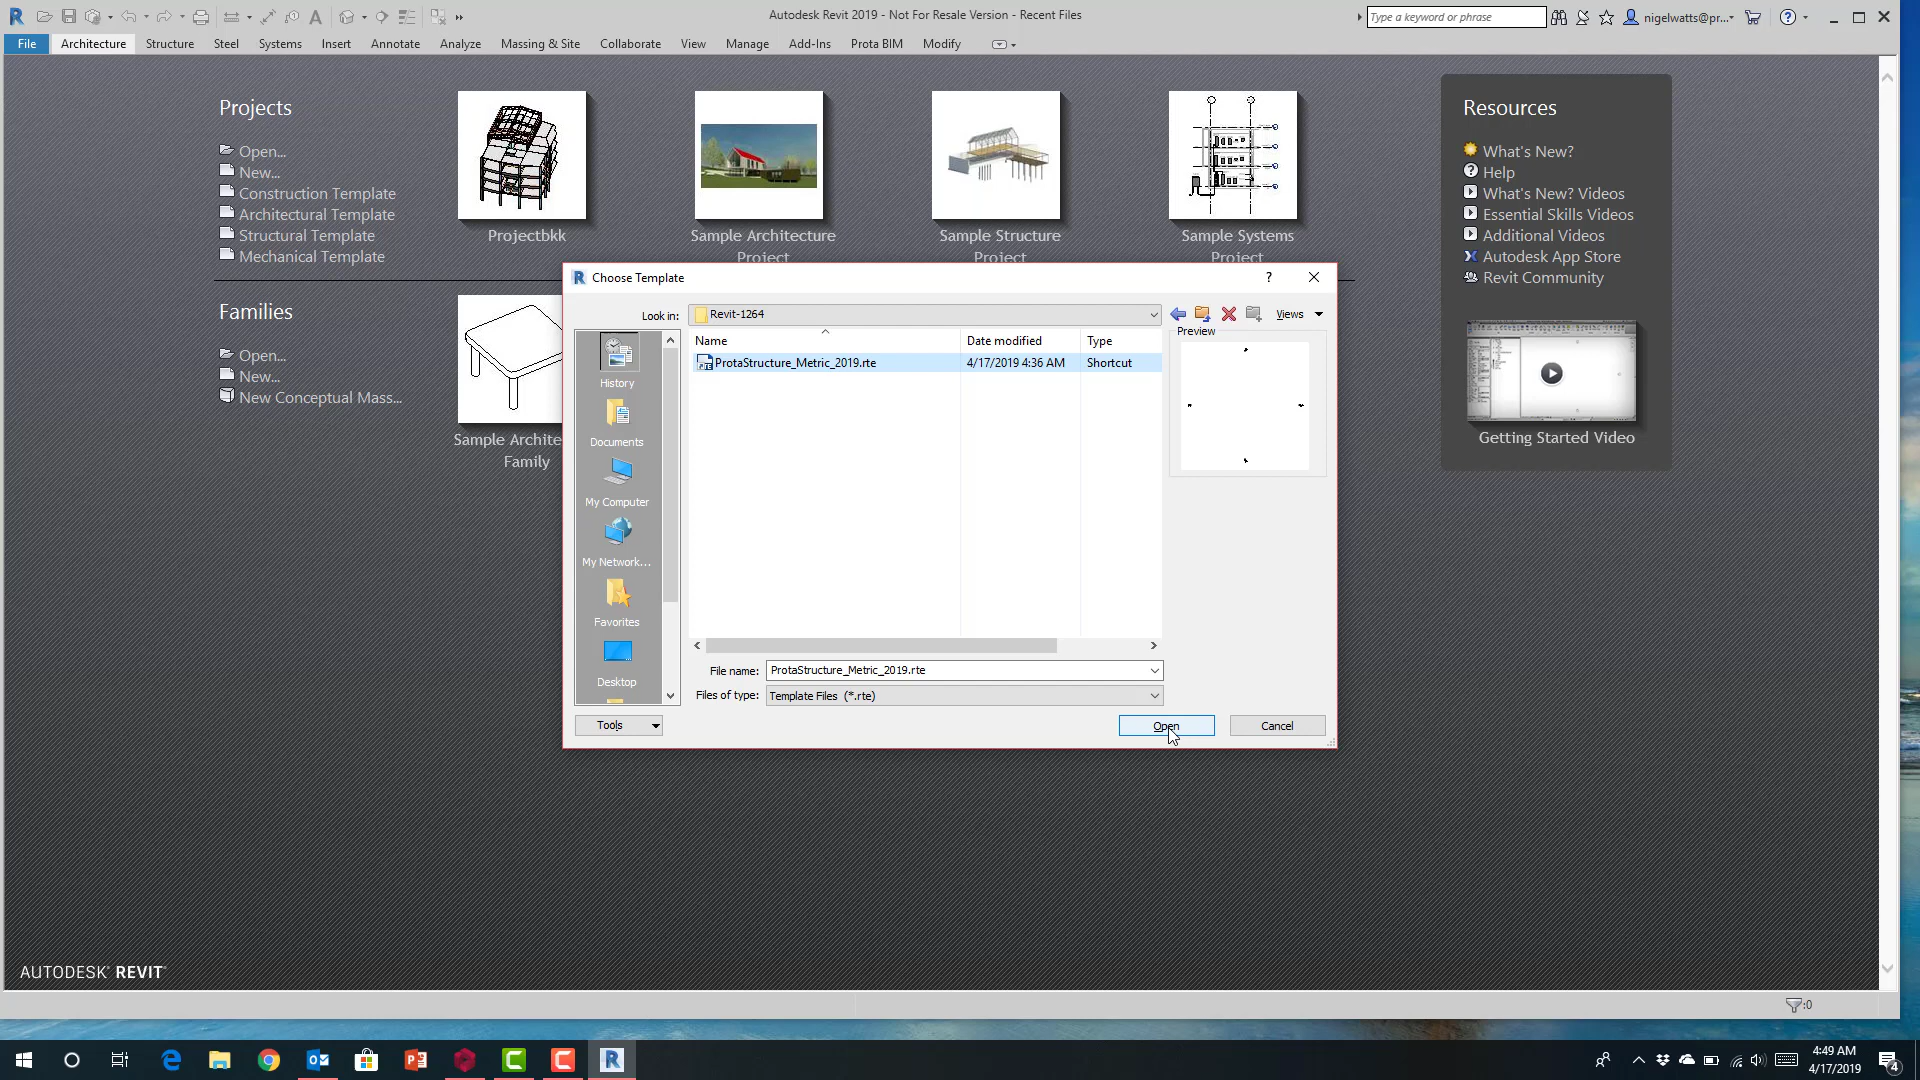 Autodesk Revit 2019 - Not For Resale Version - Recent Files
Type a keyword or phrase
nigelwatts@pr...
File Architecture Structure Steel Systems Insert Annotate Analyze Massing & Site Collaborate View Manage Add-Ins Prota BIM Modify
Projects
Open...
New...
Construction Template
Architectural Template
Structural Template
Mechanical Template
Projectbkk
Sample Architecture
Project
Sample Structure
Project
Sample Systems
Project
Resources
What's New?
Help
What's New? Videos
Essential Skills Videos
Additional Videos
Autodesk App Store
Revit Community
Getting Started Video
Families
Open...
New...
New Conceptual Mass...
Sample Archite
Family
Choose Template
Look in: Revit-1264
Views
Preview
Name Date modified Type
ProtaStructure_Metric_2019.rte 4/17/2019 4:36 AM Shortcut
History
Documents
My Computer
My Network...
Favorites
Desktop
File name: ProtaStructure_Metric_2019.rte
Files of type: Template Files (*.rte)
Tools
Open
Cancel
AUTODESK® REVIT®
:0
4:49 AM
4/17/2019
4